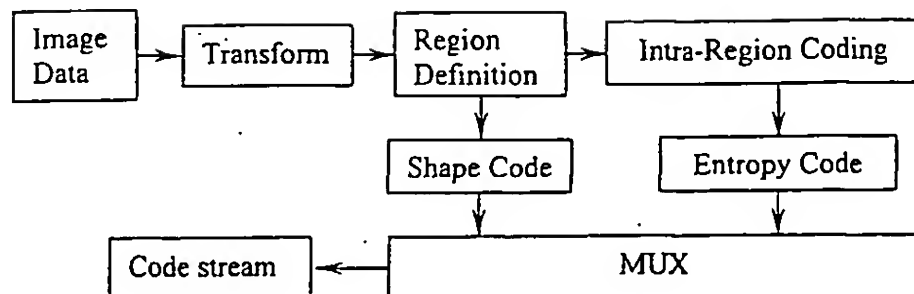 Image
Data
Transform
Region
Definition
Intra-Region Coding
Shape Code
Entropy Code
Code stream
MUX